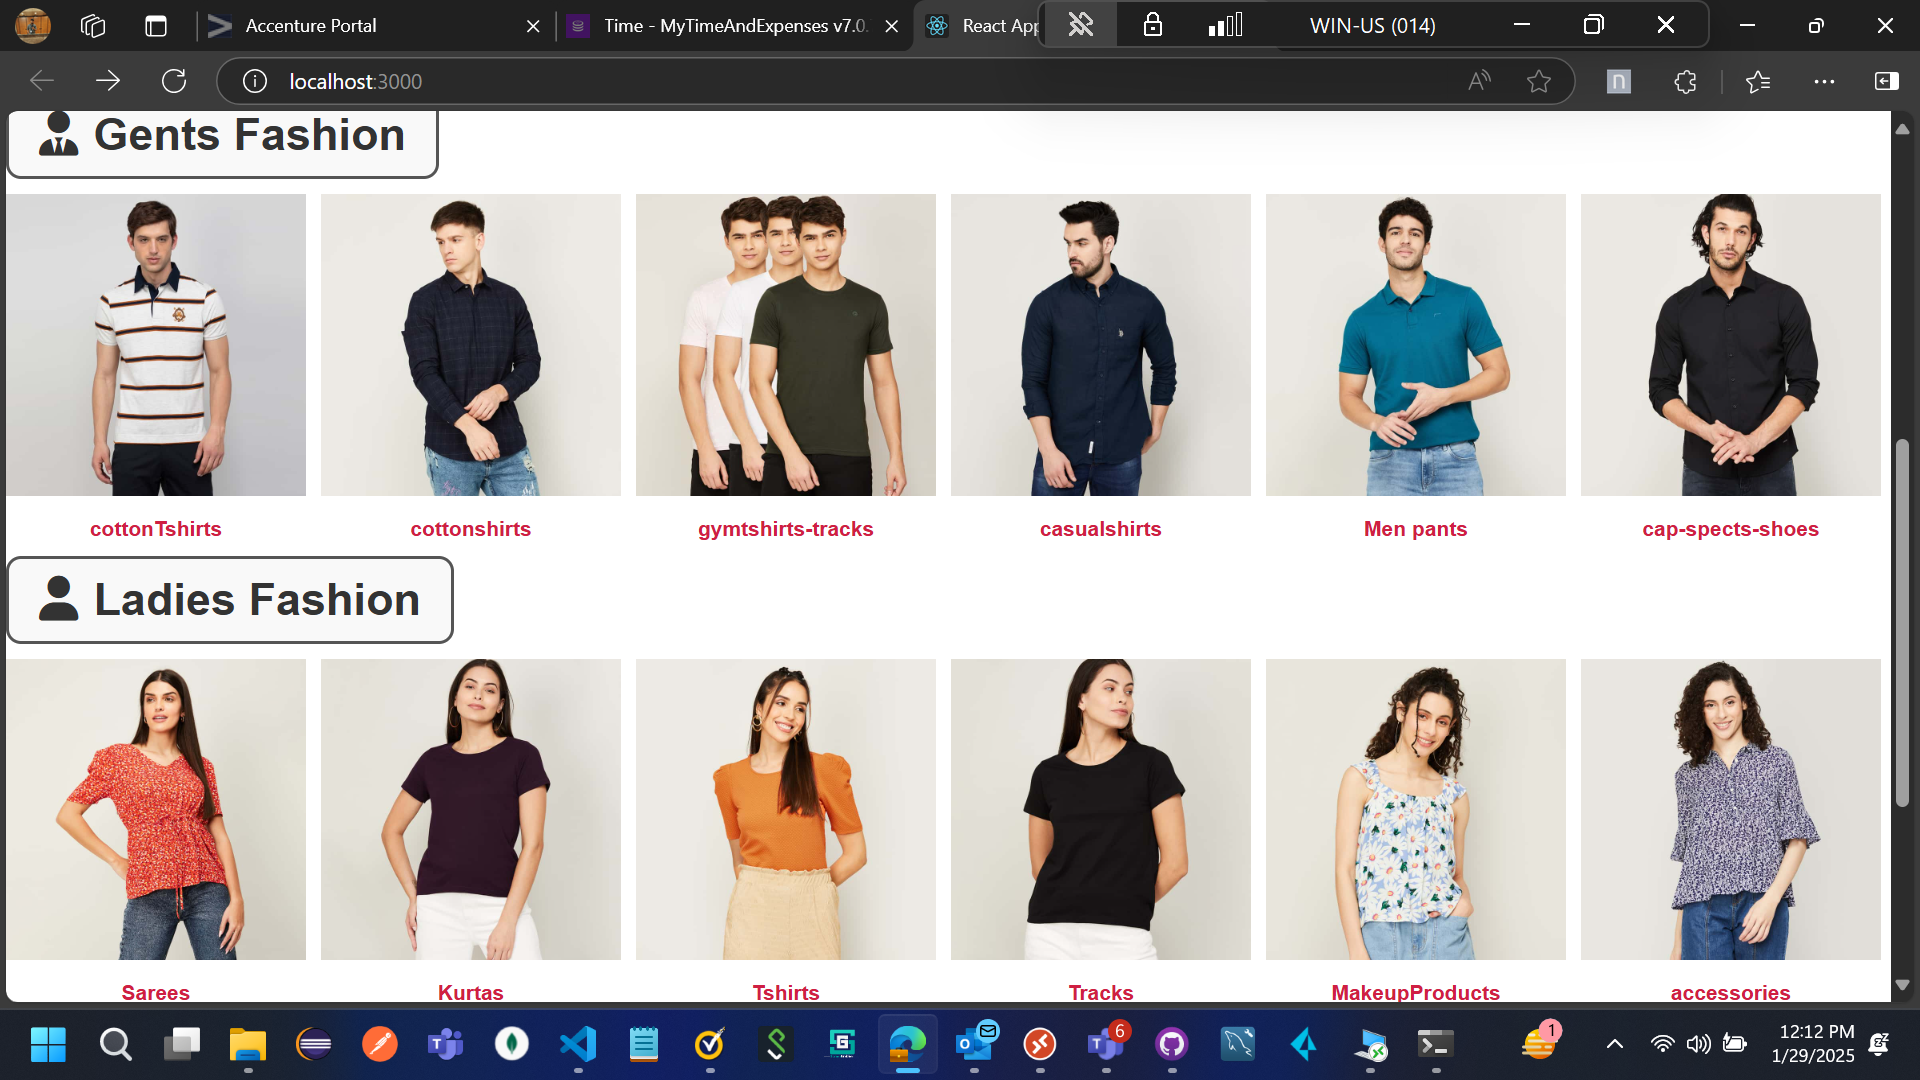 Accenture Portal
Time - MyTimeAndExpenses v7.0.
React App
WIN-US (014)
localhost:3000
Gents Fashion
cottonTshirts
cottonshirts
gymtshirts-tracks
casualshirts
Men pants
cap-spects-shoes
Ladies Fashion
Sarees
Kurtas
Tshirts
Tracks
MakeupProducts
accessories
6
1
12:12 PM
1/29/2025